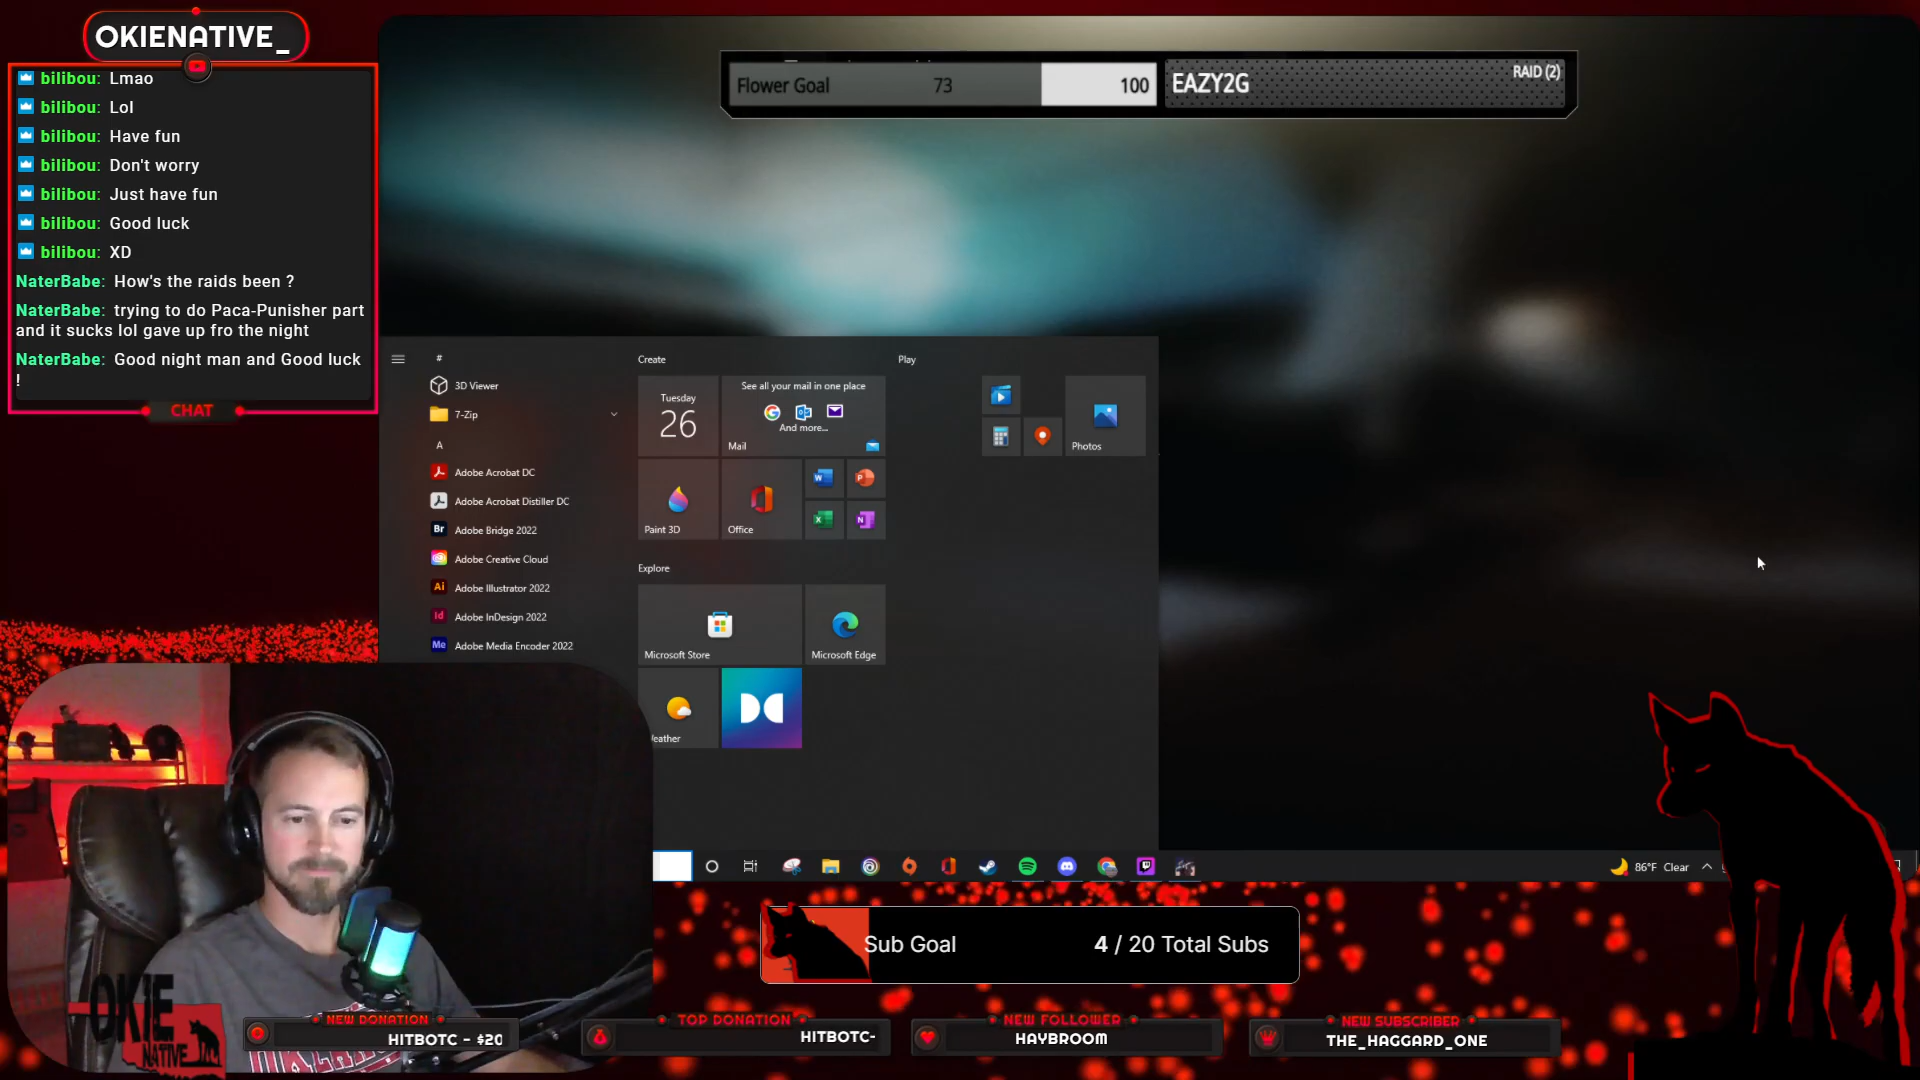 OKIENATIVE_
bilibou: Lmao
bilibou: Lol
bilibou: Have fun
bilibou: Don't worry
bilibou: Just have fun
bilibou: Good luck
bilibou: XD
NaterBabe: How's the raids been ?
NaterBabe: trying to do Paca-Punisher part
and it sucks lol gave up fro the night
NaterBabe: Good night man and Good luck
!
CHAT
Flower Goal 73 100
EAZY2G RAID (2)
#
3D Viewer
7-Zip
A
Adobe Acrobat DC
Adobe Acrobat Distiller DC
Adobe Bridge 2022
Adobe Creative Cloud
Adobe Illustrator 2022
Adobe InDesign 2022
Adobe Media Encoder 2022
Create
Tuesday
26
See all your mail in one place
And more...
Mail
Paint 3D
Office
Explore
Microsoft Store
Microsoft Edge
eather
Play
Photos
86°F Clear
Sub Goal 4 / 20 Total Subs
OKIE
NATIVE
NEW DONATION
HITBOTC - $20
TOP DONATION
HITBOTC-
NEW FOLLOWER
HAYBROOM
NEW SUBSCRIBER
THE_HAGGARD_ONE